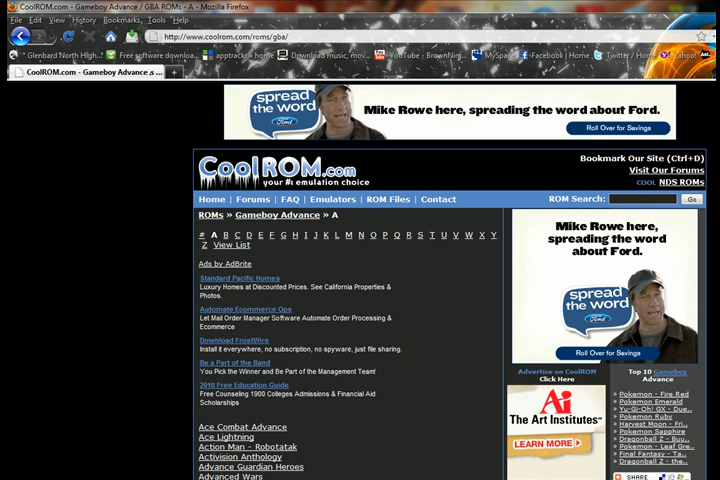 CoolROM.com - Gameboy Advance / GBA ROMs - A - Mozilla Firefox
File Edit View History Bookmarks Tools Help
http://www.coolrom.com/roms/gba/
" Glenbard North High... Free software downloa... apptrackr » home Download music, mov... YouTube - BrownNim... MySpace Facebook | Home Twitter / Home Yahoo! AOL
CoolROM.com - Gameboy Advance ... +
spread the word
Ford
Mike Rowe here, spreading the word about Ford.
Roll Over for Savings
CoolROM.com
your #1 emulation choice
Bookmark Our Site (Ctrl+D)
Visit Our Forums
COOL NDS ROMs
Home | Forums | FAQ | Emulators | ROM Files | Contact
ROM Search: Go
ROMs » Gameboy Advance » A
# A B C D E F G H I J K L M N O P Q R S T U V W X Y
Z View List
Ads by AdBrite
Standard Pacific Homes
Luxury Homes at Discounted Prices. See California Properties &
Photos.
Automate Ecommerce Ops
Let Mail Order Manager Software Automate Order Processing &
Ecommerce
Download FrostWire
Install it everywhere, no subscription, no spyware, just file sharing.
Be a Part of the Band
You Pick the Winner and Be Part of the Management Team!
2010 Free Education Guide
Free Counseling 1900 Colleges Admissions & Financial Aid
Scholarships
Ace Combat Advance
Ace Lightning
Action Man - Robotatak
Activision Anthology
Advance Guardian Heroes
Advanced Wars
Mike Rowe here,
spreading the word
about Ford.
spread the word
Ford
Roll Over for Savings
Advertise on CoolROM
Click Here
Ai
The Art Institutes
LEARN MORE
Top 10 Gameboy
Advance
» Pokemon - Fire Red
» Pokemon Emerald
» Yu-Gi-Oh! GX - Due..
» Pokemon Ruby
» Harvest Moon - Fri..
» Pokemon Sapphire
» Dragonball Z - Buu..
» Pokemon - Leaf Gre..
» Final Fantasy - Ta..
» Dragonball Z - the..
SHARE